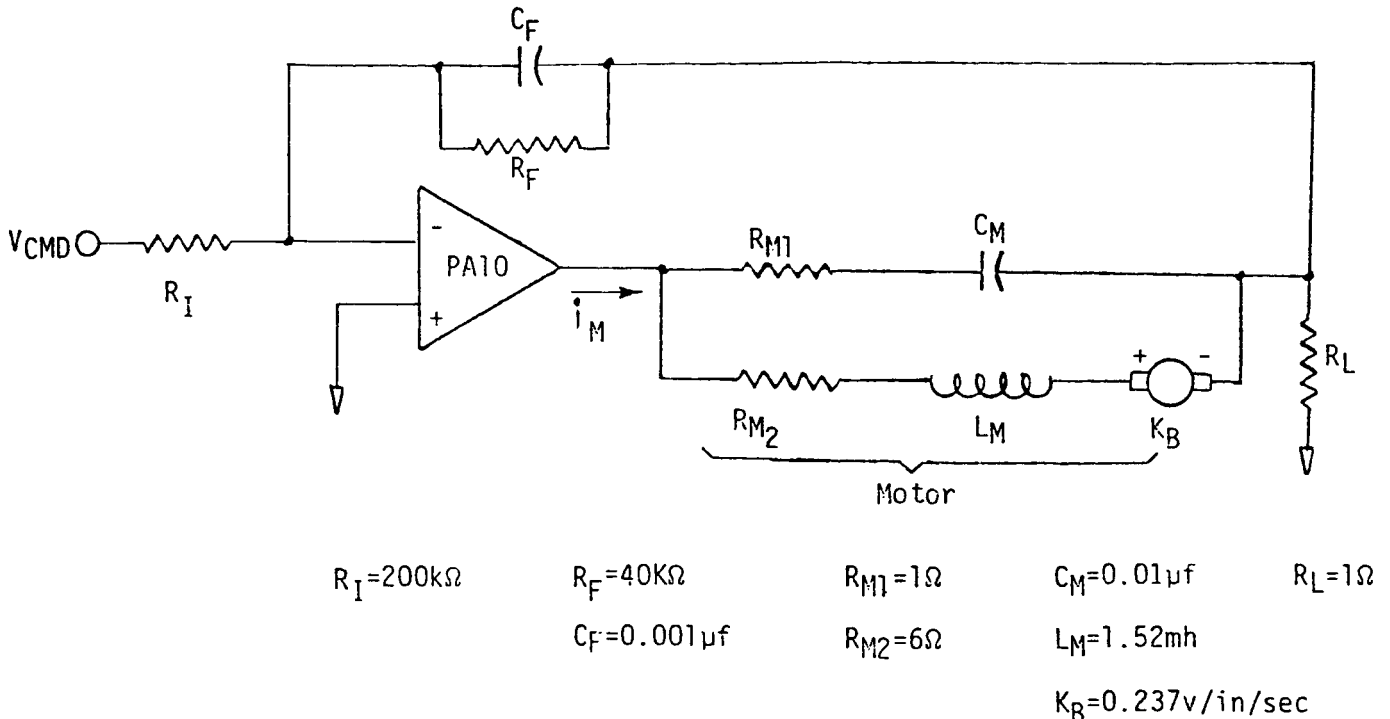 C_F
R_F
V_CMD
R_I
-
PA10
+
i_M
R_M1
C_M
R_M2
L_M
+ -
K_B
R_L
Motor
R_I=200kΩ R_F=40KΩ R_M1=1Ω C_M=0.01μf R_L=1Ω
C_F=0.001μf R_M2=6Ω L_M=1.52mh
K_B=0.237v/in/sec